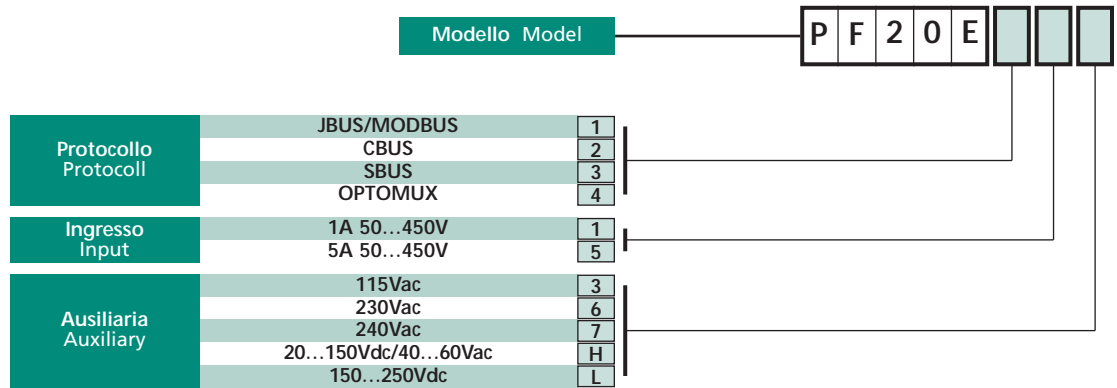 Modello Model
P F 2 0 E
Protocollo
Protocoll
JBUS/MODBUS 1
CBUS 2
SBUS 3
OPTOMUX 4
Ingresso
Input
1A 50...450V 1
5A 50...450V 5
Ausiliaria
Auxiliary
115Vac 3
230Vac 6
240Vac 7
20...150Vdc/40...60Vac H
150...250Vdc L